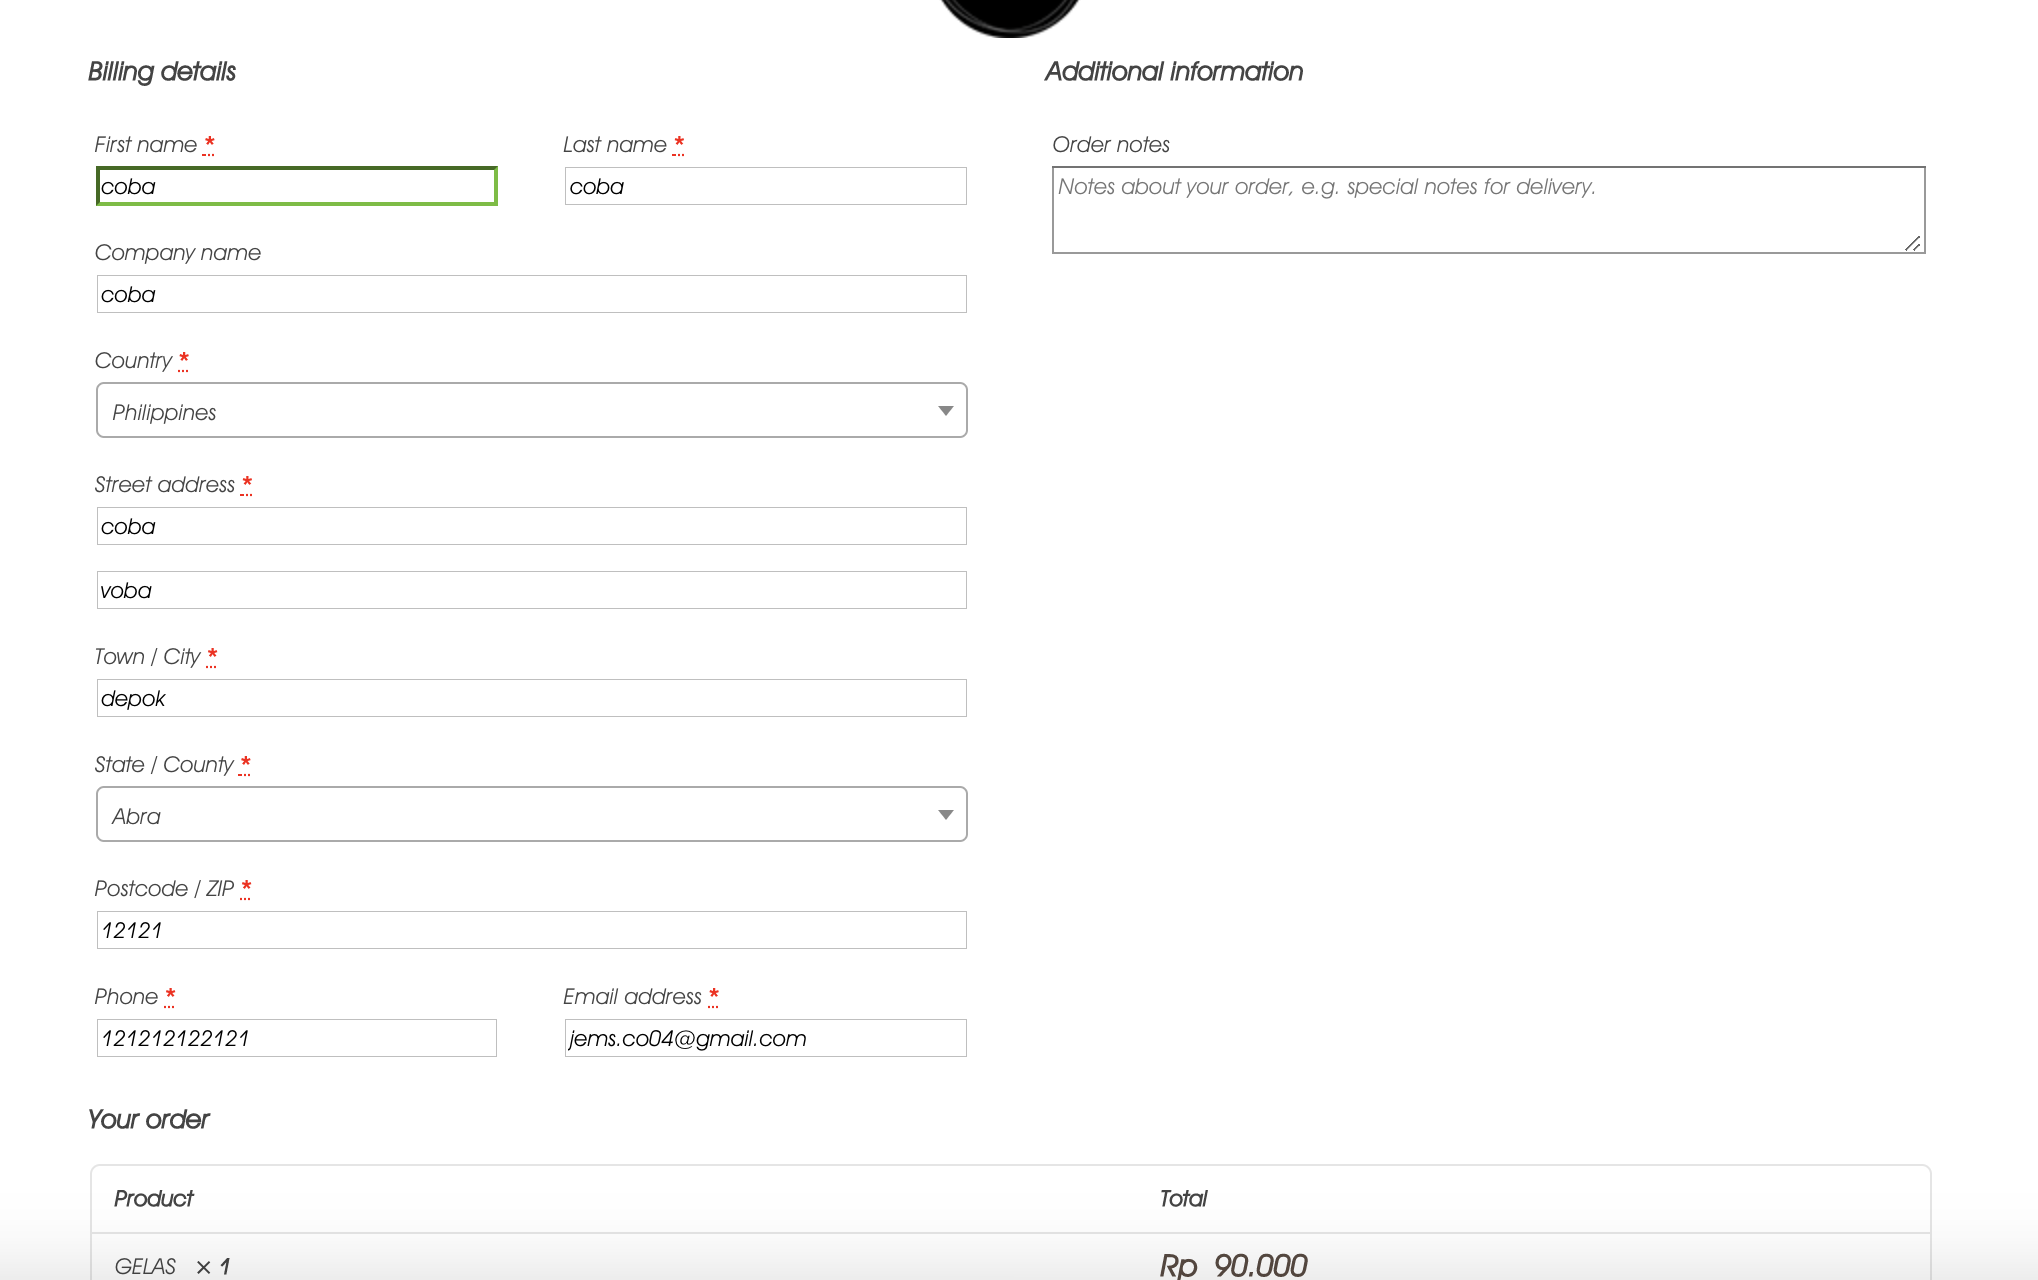 Billing details
First name *
coba
Last name *
coba
Company name
coba
Country *
Philippines
Street address *
coba
voba
Town / City *
depok
State / County *
Abra
Postcode / ZIP *
12121
Phone *
121212122121
Email address *
jems.co04@gmail.com
Additional information
Order notes
Notes about your order, e.g. special notes for delivery.
Your order
Product Total
GELAS × 1 Rp 90.000